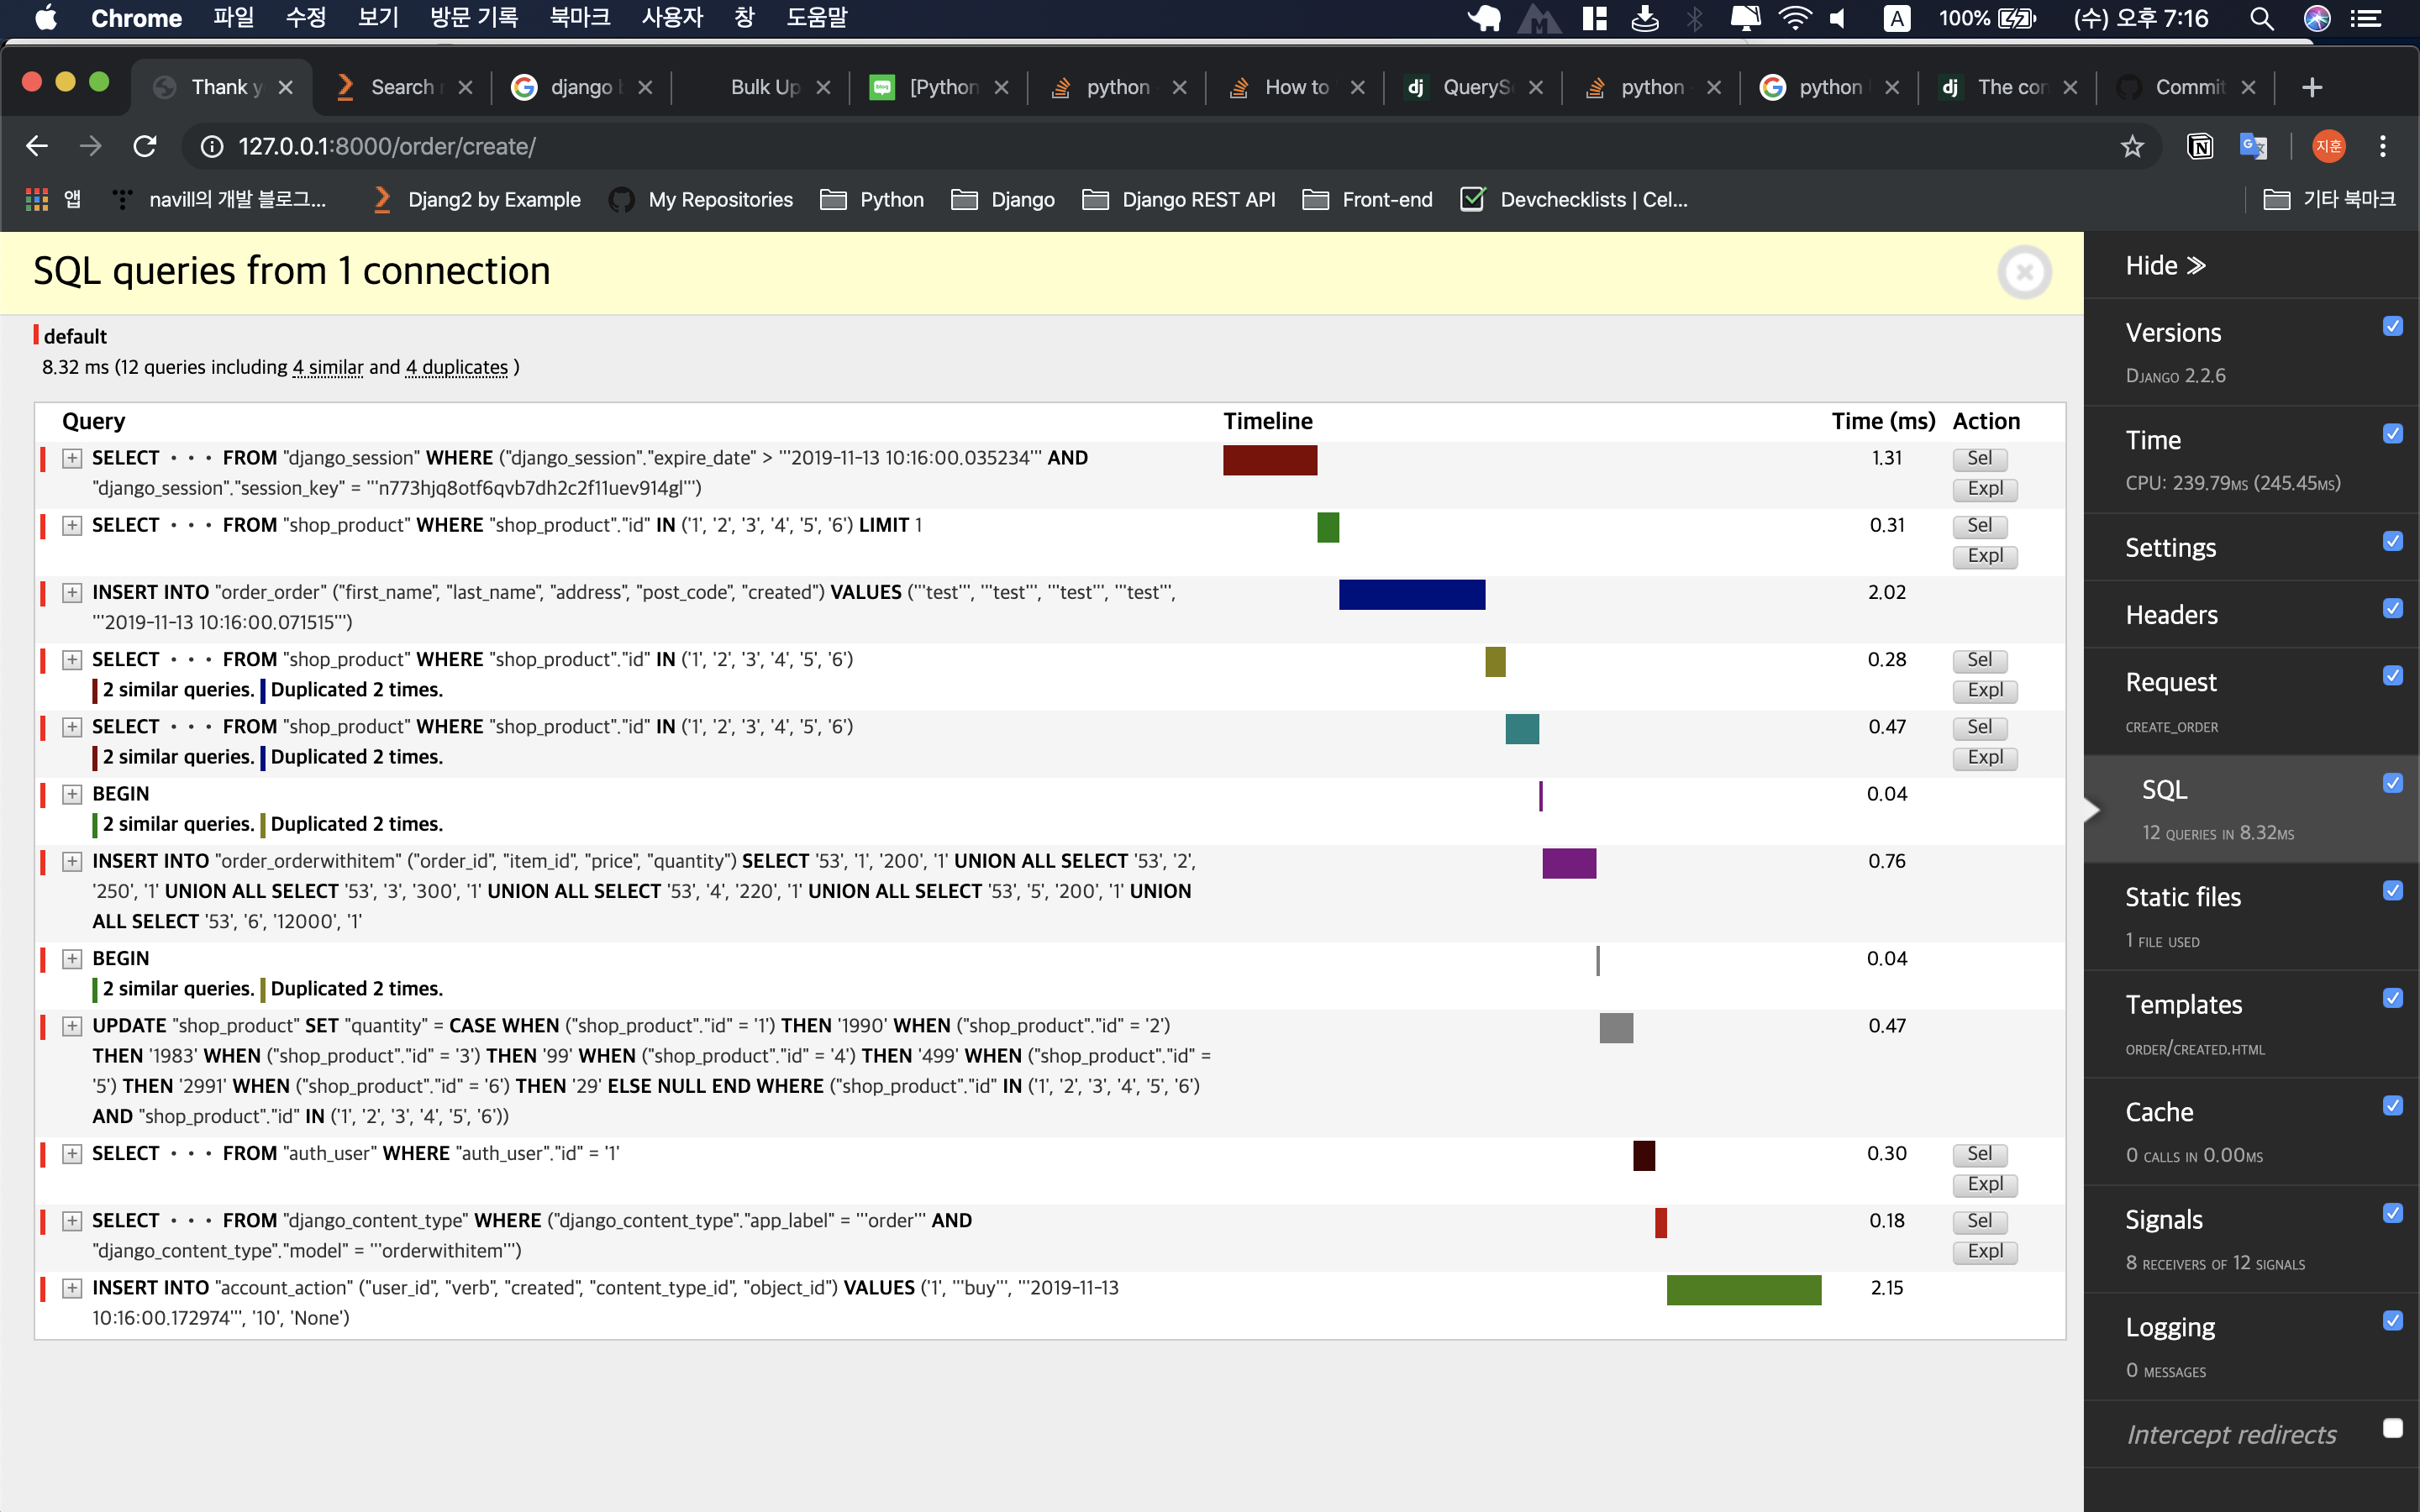 Chrome 파일 수정 보기 방문 기록 북마크 사용자 창 도움말 A 100% (수) 오후 7:16
Thank y Search r django b Bulk Up [Python python How to QuerySe python python dj The con Commit
127.0.0.1:8000/order/create/ 지훈
앱 navill의 개발 블로그... Djang2 by Example My Repositories Python Django Django REST API Front-end Devchecklists | Cel... 기타 북마크
SQL queries from 1 connection
default
8.32 ms (12 queries including 4 similar and 4 duplicates )
Query Timeline Time (ms) Action
SELECT • • • FROM "django_session" WHERE ("django_session"."expire_date" > '''2019-11-13 10:16:00.035234''' AND 1.31 Sel
"django_session"."session_key" = '''n773hjq8otf6qvb7dh2c2f11uev914gl''') Expl
SELECT • • • FROM "shop_product" WHERE "shop_product"."id" IN ('1', '2', '3', '4', '5', '6') LIMIT 1 0.31 Sel
Expl
INSERT INTO "order_order" ("first_name", "last_name", "address", "post_code", "created") VALUES ('''test''', '''test''', '''test''', '''test''', 2.02
'''2019-11-13 10:16:00.071515''')
SELECT • • • FROM "shop_product" WHERE "shop_product"."id" IN ('1', '2', '3', '4', '5', '6') 0.28 Sel
2 similar queries. Duplicated 2 times. Expl
SELECT • • • FROM "shop_product" WHERE "shop_product"."id" IN ('1', '2', '3', '4', '5', '6') 0.47 Sel
2 similar queries. Duplicated 2 times. Expl
BEGIN 0.04
2 similar queries. Duplicated 2 times.
INSERT INTO "order_orderwithitem" ("order_id", "item_id", "price", "quantity") SELECT '53', '1', '200', '1' UNION ALL SELECT '53', '2', 0.76
'250', '1' UNION ALL SELECT '53', '3', '300', '1' UNION ALL SELECT '53', '4', '220', '1' UNION ALL SELECT '53', '5', '200', '1' UNION
ALL SELECT '53', '6', '12000', '1'
BEGIN 0.04
2 similar queries. Duplicated 2 times.
UPDATE "shop_product" SET "quantity" = CASE WHEN ("shop_product"."id" = '1') THEN '1990' WHEN ("shop_product"."id" = '2') 0.47
THEN '1983' WHEN ("shop_product"."id" = '3') THEN '99' WHEN ("shop_product"."id" = '4') THEN '499' WHEN ("shop_product"."id" =
'5') THEN '2991' WHEN ("shop_product"."id" = '6') THEN '29' ELSE NULL END WHERE ("shop_product"."id" IN ('1', '2', '3', '4', '5', '6')
AND "shop_product"."id" IN ('1', '2', '3', '4', '5', '6'))
SELECT • • • FROM "auth_user" WHERE "auth_user"."id" = '1' 0.30 Sel
Expl
SELECT • • • FROM "django_content_type" WHERE ("django_content_type"."app_label" = '''order''' AND 0.18 Sel
"django_content_type"."model" = '''orderwithitem''') Expl
INSERT INTO "account_action" ("user_id", "verb", "created", "content_type_id", "object_id") VALUES ('1', '''buy''', '''2019-11-13 2.15
10:16:00.172974''', '10', 'None')
Hide
Versions
Django 2.2.6
Time
CPU: 239.79ms (245.45ms)
Settings
Headers
Request
create_order
SQL
12 queries in 8.32ms
Static files
1 file used
Templates
order/created.html
Cache
0 calls in 0.00ms
Signals
8 receivers of 12 signals
Logging
0 messages
Intercept redirects